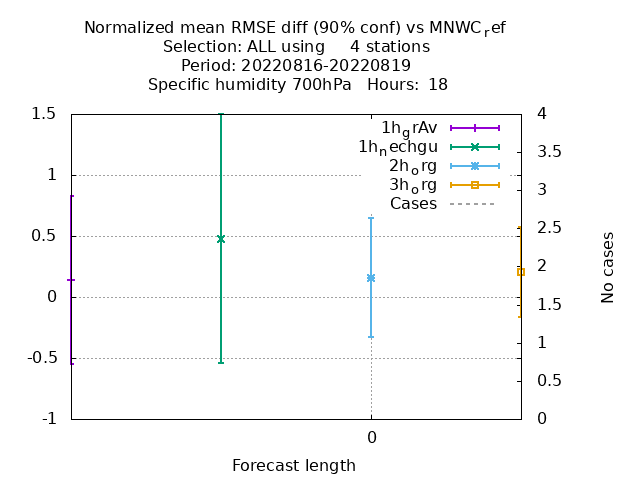 Normalized mean RMSE diff (90% conf) vs MNWC_ref
Selection: ALL using 4 stations
Period: 20220816-20220819
Specific humidity 700hPa Hours: 18
1.5
1
0.5
0
-0.5
-1
1h_grAv
1h_nechgu
2h_org
3h_org
Cases
4
3.5
3
2.5
2
1.5
1
0.5
0
No cases
0
Forecast length